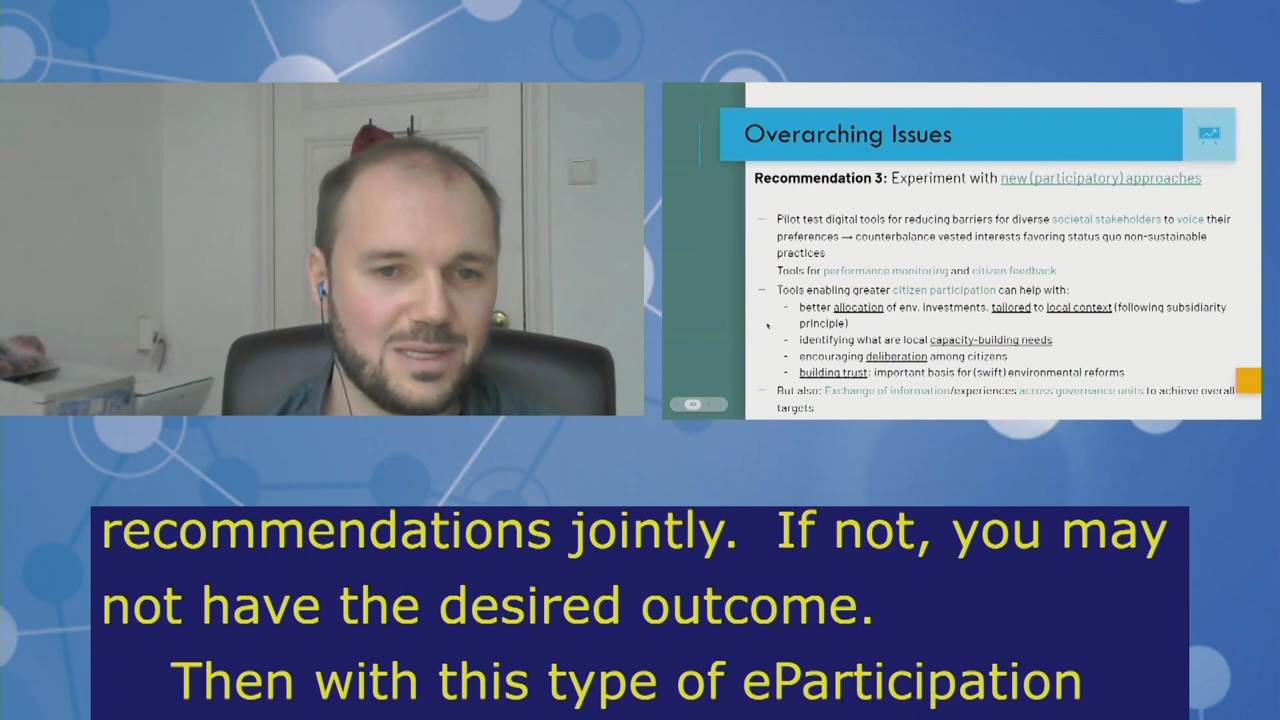 Overarching Issues
Recommendation 3: Experiment with new (participatory) approaches
– Pilot test digital tools for reducing barriers for diverse societal stakeholders to voice their
preferences → counterbalance vested interests favoring status quo non-sustainable
practices
Tools for performance monitoring and citizen feedback
– Tools enabling greater citizen participation can help with:
- better allocation of env. investments, tailored to local context (following subsidiarity
principle)
- identifying what are local capacity-building needs
- encouraging deliberation among citizens
- building trust: important basis for (swift) environmental reforms
– But also: Exchange of information/experiences across governance units to achieve overall
targets
recommendations jointly. If not, you may
not have the desired outcome.
Then with this type of eParticipation